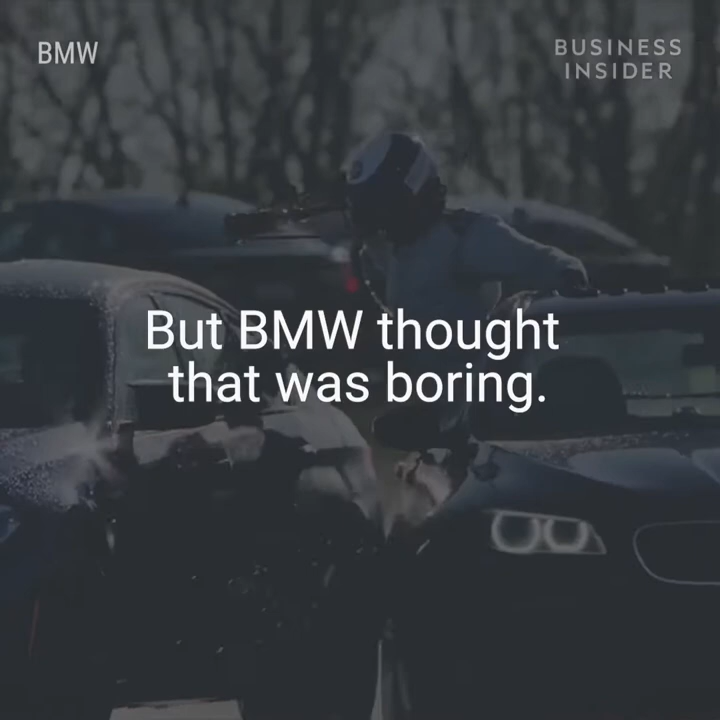 BMW
BUSINESS
INSIDER
But BMW thought
that was boring.